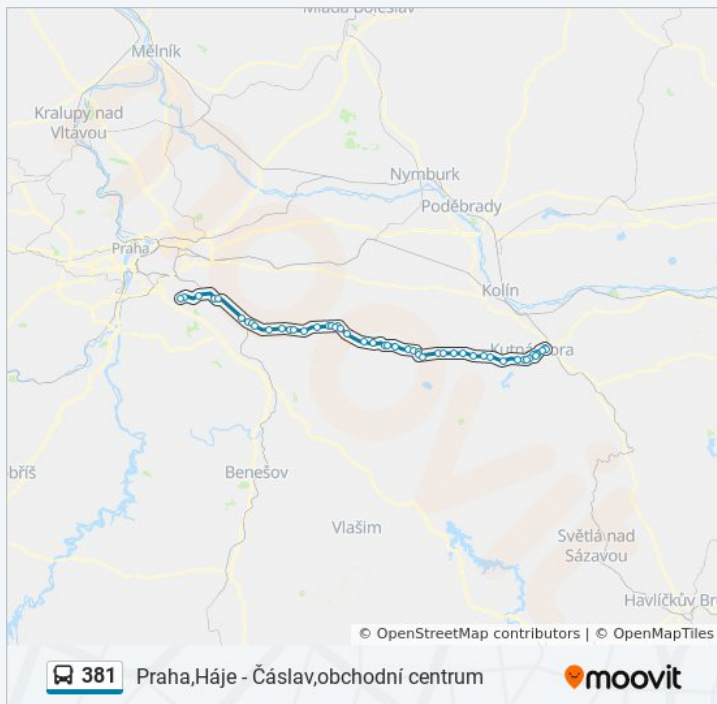 Mladá Boleslav
Mělník
Kralupy nad
Vltavou
Nymburk
Poděbrady
Praha
Kolín
Kutná Hora
obříš
Benešov
Vlašim
Světlá nad
Sázavou
Havlíčkův Br
© OpenStreetMap contributors | © OpenMapTiles
381 Praha,Háje - Čáslav,obchodní centrum moovit